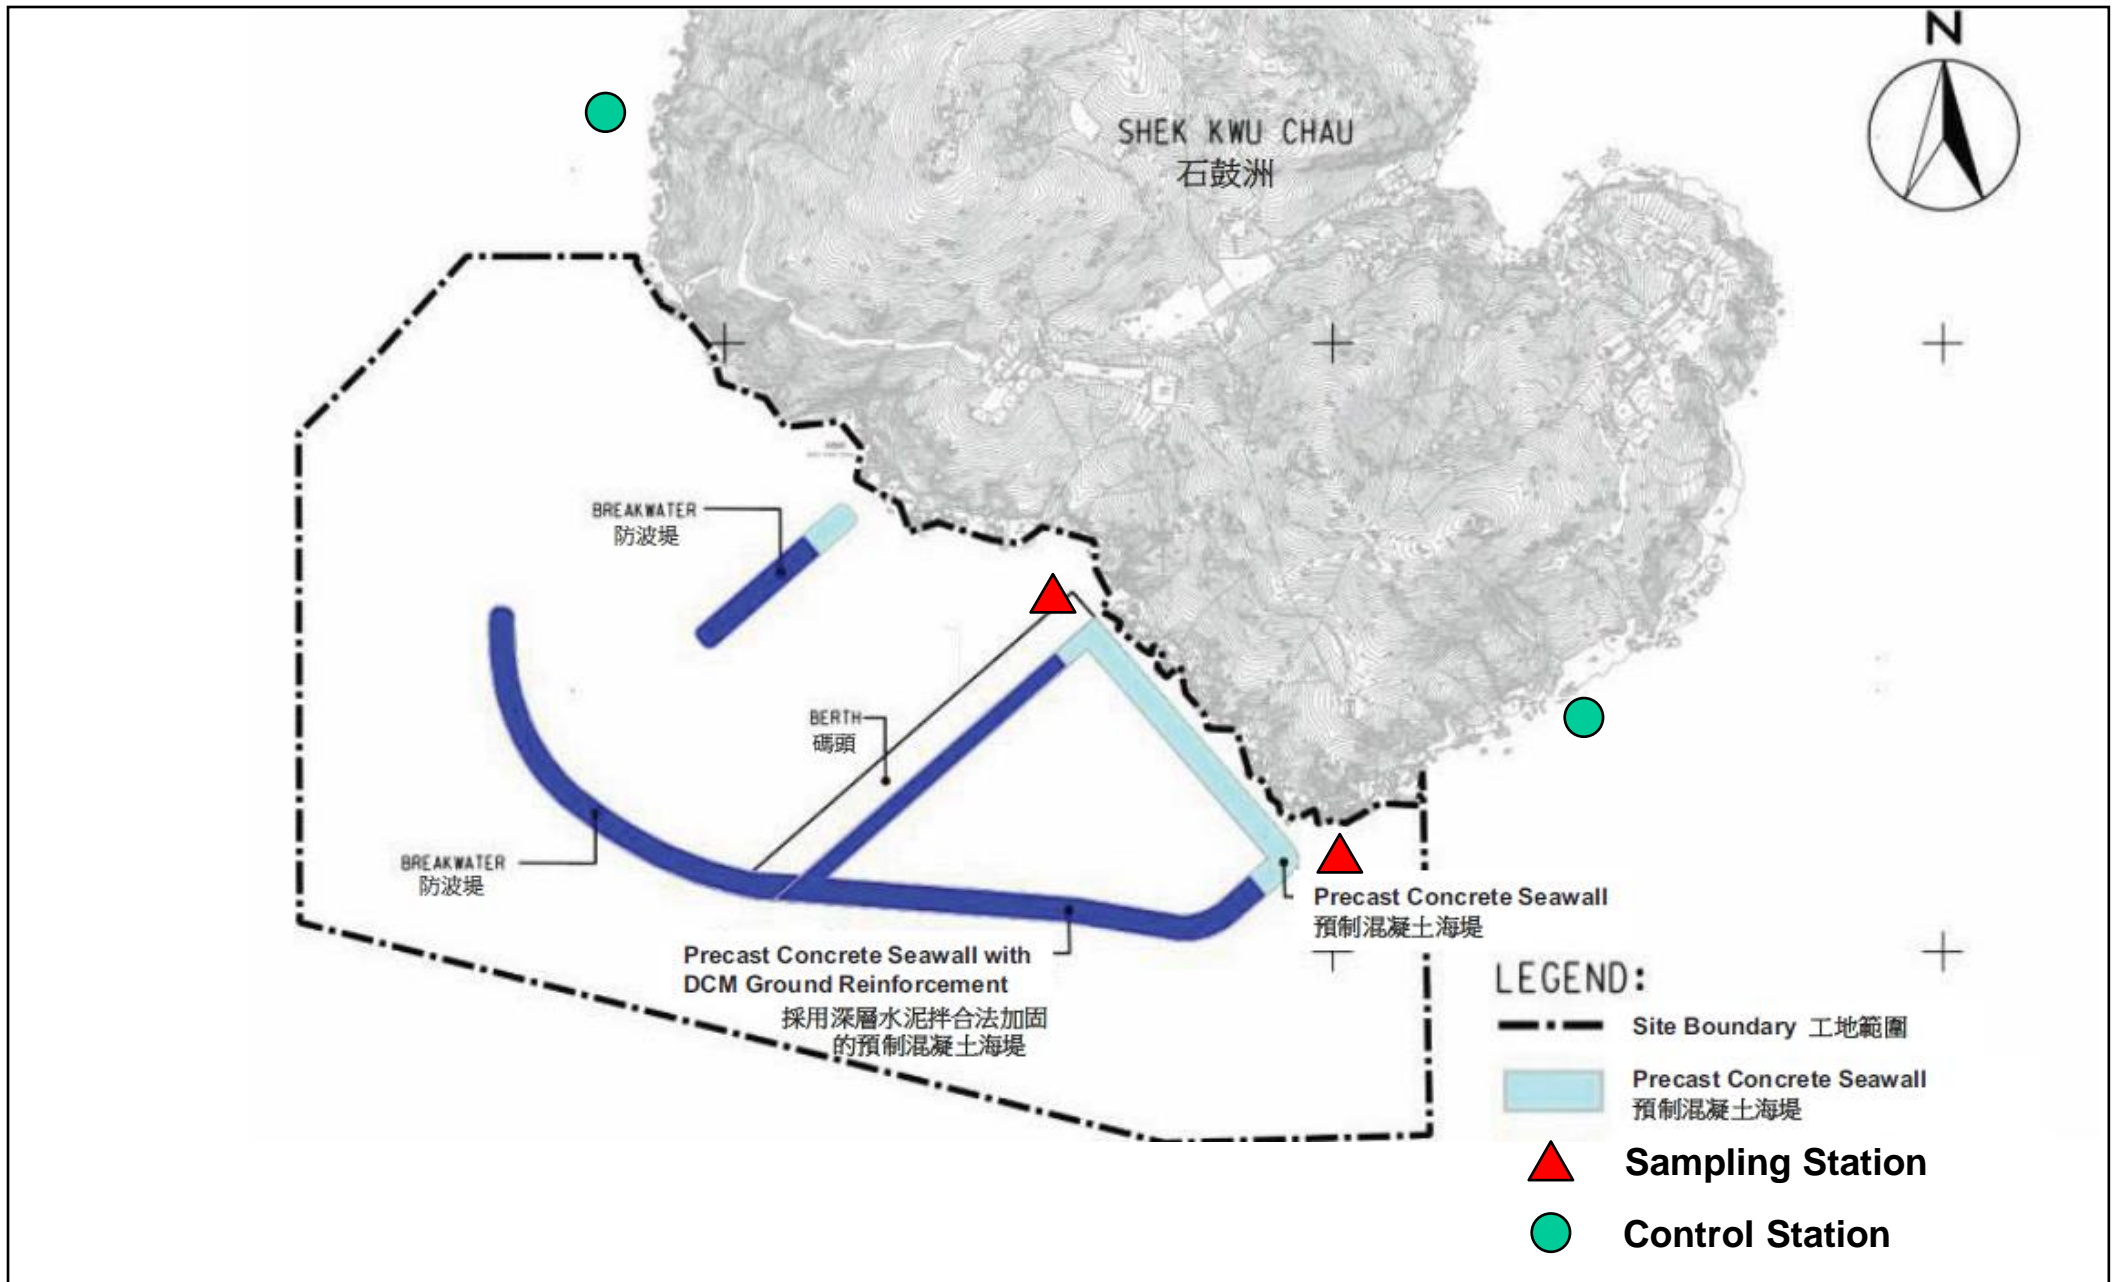 N
SHEK KWU CHAU
石鼓洲
BREAKWATER
防波堤
BERTH
碼頭
BREAKWATER
防波堤
Precast Concrete Seawall
預制混凝土海堤
Precast Concrete Seawall with
DCM Ground Reinforcement
採用深層水泥拌合法加固
的預制混凝土海堤
LEGEND:
Site Boundary 工地範圍
Precast Concrete Seawall
預制混凝土海堤
Sampling Station
Control Station